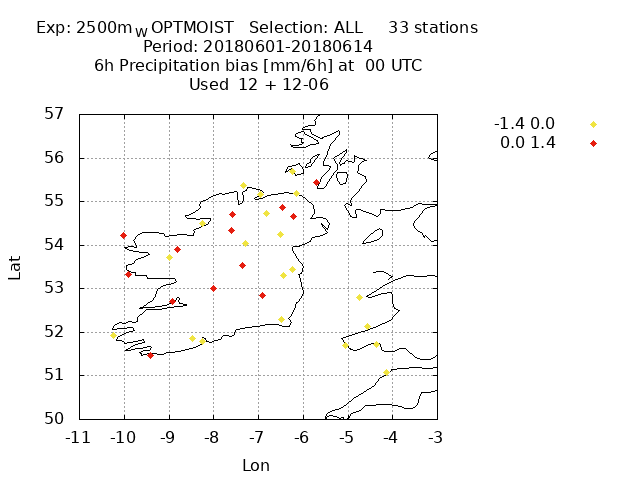 Exp: 2500m_W OPTMOIST Selection: ALL 33 stations
Period: 20180601-20180614
6h Precipitation bias [mm/6h] at 00 UTC
Used 12 + 12-06
-1.4 0.0
0.0 1.4
57
56
55
54
53
52
51
50
Lat
-11 -10 -9 -8 -7 -6 -5 -4 -3
Lon